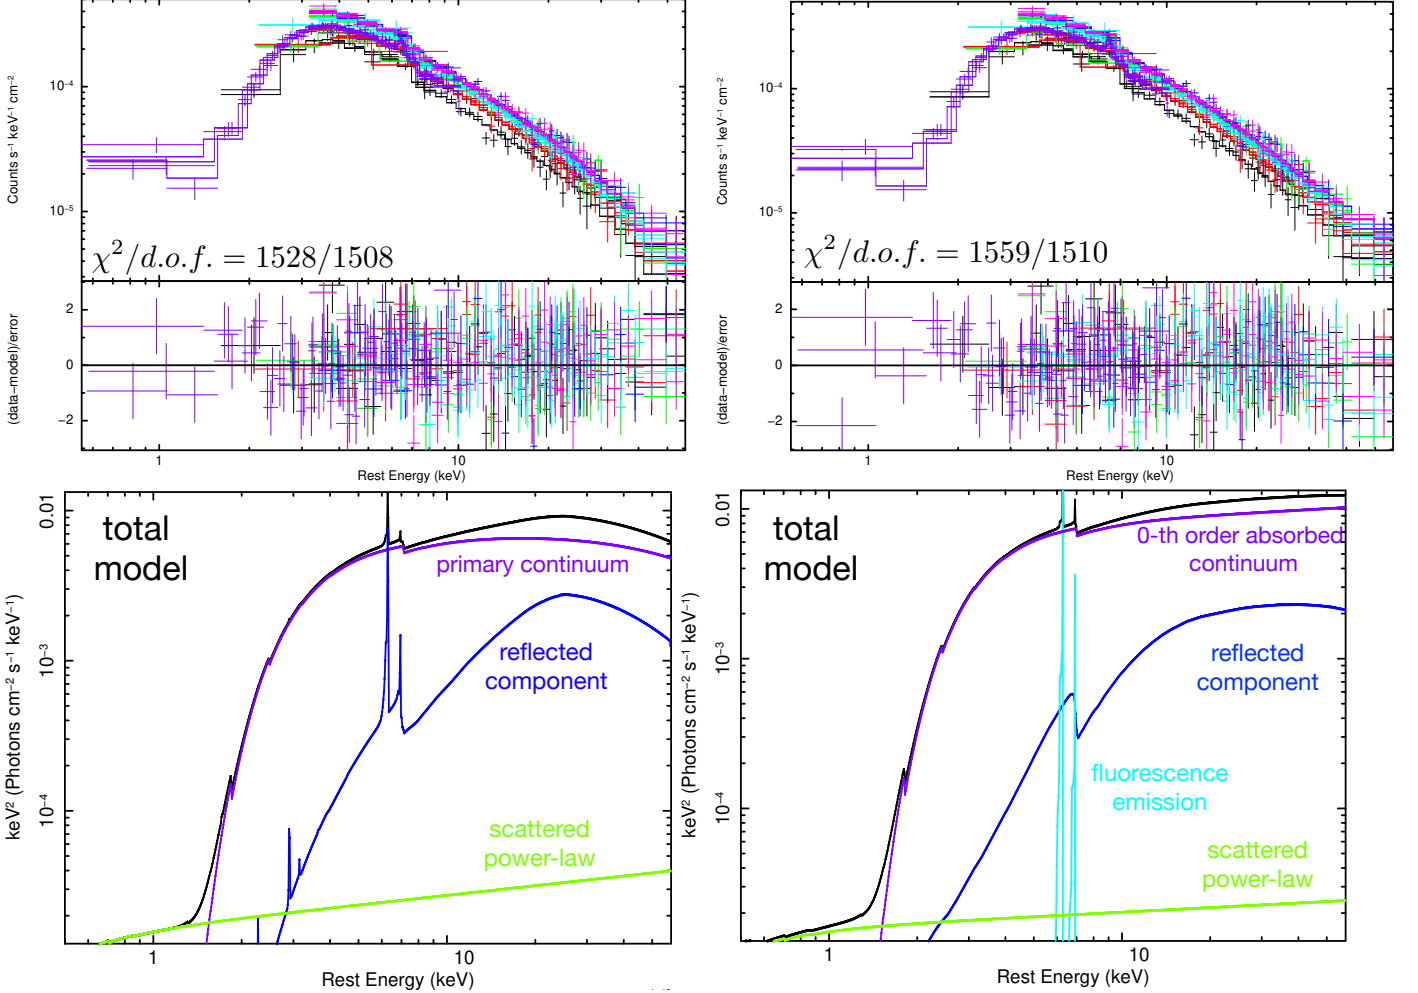 Counts s⁻¹ keV⁻¹ cm⁻²
10⁻⁴
10⁻⁵
χ²/d.o.f. = 1528/1508
(data−model)/error
2
0
−2
1
10
Rest Energy (keV)
Counts s⁻¹ keV⁻¹ cm⁻²
10⁻⁴
10⁻⁵
χ²/d.o.f. = 1559/1510
(data−model)/error
2
0
−2
1
10
Rest Energy (keV)
keV² (Photons cm⁻² s⁻¹ keV⁻¹)
0.01
10⁻³
10⁻⁴
total
model
primary continuum
reflected
component
scattered
power-law
1
10
Rest Energy (keV)
keV² (Photons cm⁻² s⁻¹ keV⁻¹)
0.01
10⁻³
10⁻⁴
total
model
0-th order absorbed
continuum
reflected
component
fluorescence
emission
scattered
power-law
1
10
Rest Energy (keV)